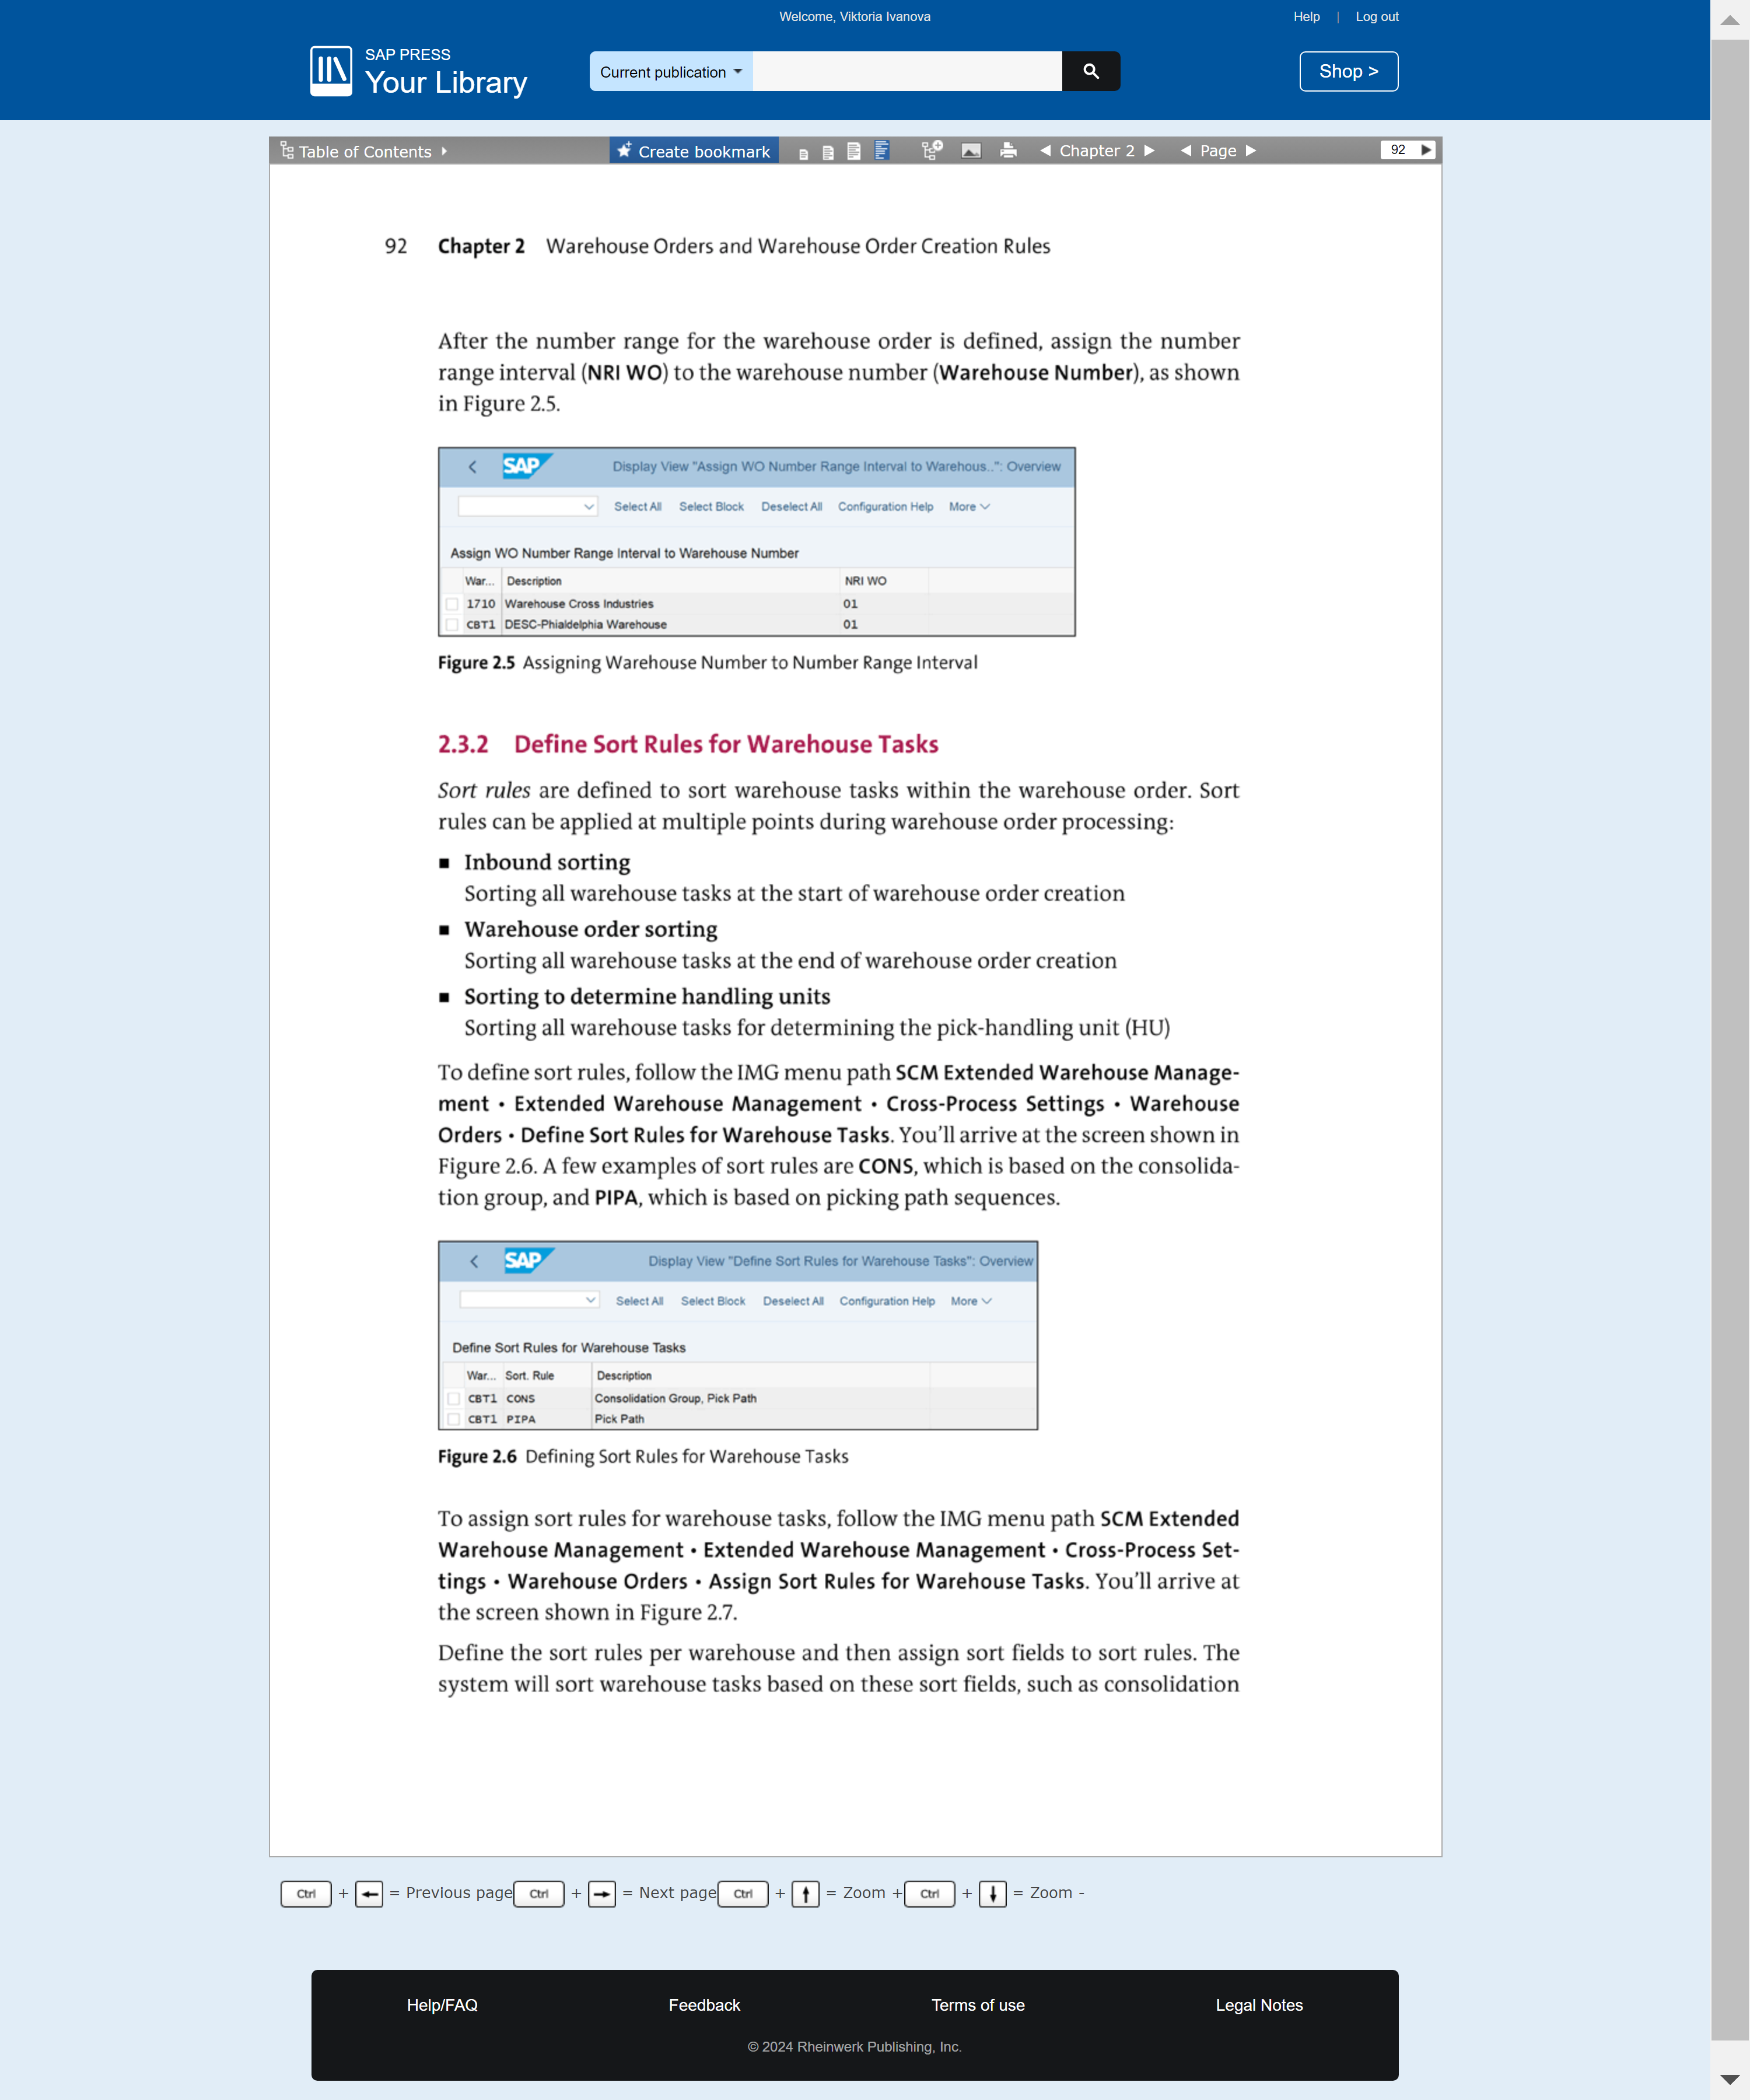 Welcome, Viktoria Ivanova
Help | Log out
SAP PRESS
Your Library
Current publication
Shop >
Table of Contents
Create bookmark
Chapter 2
Page
92
92 Chapter 2 Warehouse Orders and Warehouse Order Creation Rules
After the number range for the warehouse order is defined, assign the number
range interval (NRI WO) to the warehouse number (Warehouse Number), as shown
in Figure 2.5.
SAP
Display View "Assign WO Number Range Interval to Warehous..": Overview
Select All Select Block Deselect All Configuration Help More
Assign WO Number Range Interval to Warehouse Number
War... Description NRI WO
1710 Warehouse Cross Industries 01
CBT1 DESC-Phialdelphia Warehouse 01
Figure 2.5 Assigning Warehouse Number to Number Range Interval
2.3.2 Define Sort Rules for Warehouse Tasks
Sort rules are defined to sort warehouse tasks within the warehouse order. Sort
rules can be applied at multiple points during warehouse order processing:
■ Inbound sorting
Sorting all warehouse tasks at the start of warehouse order creation
■ Warehouse order sorting
Sorting all warehouse tasks at the end of warehouse order creation
■ Sorting to determine handling units
Sorting all warehouse tasks for determining the pick-handling unit (HU)
To define sort rules, follow the IMG menu path SCM Extended Warehouse Manage-
ment • Extended Warehouse Management • Cross-Process Settings • Warehouse
Orders • Define Sort Rules for Warehouse Tasks. You'll arrive at the screen shown in
Figure 2.6. A few examples of sort rules are CONS, which is based on the consolida-
tion group, and PIPA, which is based on picking path sequences.
SAP
Display View "Define Sort Rules for Warehouse Tasks": Overview
Select All Select Block Deselect All Configuration Help More
Define Sort Rules for Warehouse Tasks
War... Sort. Rule Description
CBT1 CONS Consolidation Group, Pick Path
CBT1 PIPA Pick Path
Figure 2.6 Defining Sort Rules for Warehouse Tasks
To assign sort rules for warehouse tasks, follow the IMG menu path SCM Extended
Warehouse Management • Extended Warehouse Management • Cross-Process Set-
tings • Warehouse Orders • Assign Sort Rules for Warehouse Tasks. You'll arrive at
the screen shown in Figure 2.7.
Define the sort rules per warehouse and then assign sort fields to sort rules. The
system will sort warehouse tasks based on these sort fields, such as consolidation
Ctrl + ← = Previous page Ctrl + → = Next page Ctrl + ↑ = Zoom + Ctrl + ↓ = Zoom -
Help/FAQ Feedback Terms of use Legal Notes
© 2024 Rheinwerk Publishing, Inc.